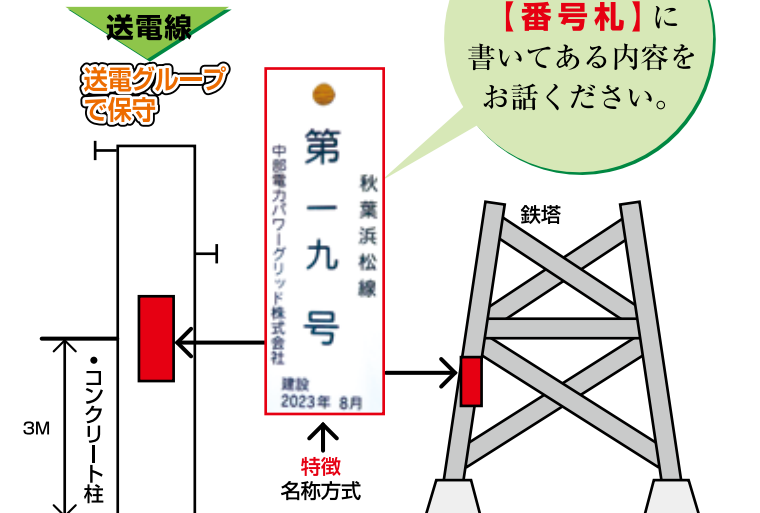 送電線
送電グループ
で保守
【番号札】に
書いてある内容を
お話ください。
秋葉浜松線
第一九号
中部電力パワーグリッド株式会社
建設
2023年 8月
鉄塔
・コンクリート柱
3M
特徴
名称方式